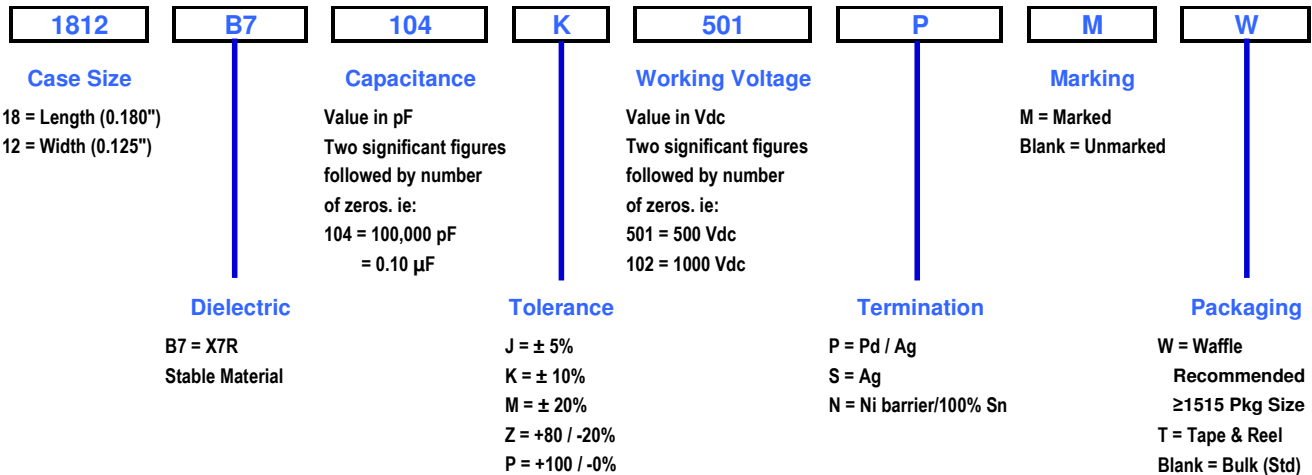 1812 B7 104 K 501 P M W
Case Size
18 = Length (0.180")
12 = Width (0.125")
Capacitance
Value in pF
Two significant figures
followed by number
of zeros. ie:
104 = 100,000 pF
= 0.10 µF
Working Voltage
Value in Vdc
Two significant figures
followed by number
of zeros. ie:
501 = 500 Vdc
102 = 1000 Vdc
Marking
M = Marked
Blank = Unmarked
Dielectric
B7 = X7R
Stable Material
Tolerance
J = ± 5%
K = ± 10%
M = ± 20%
Z = +80 / -20%
P = +100 / -0%
Termination
P = Pd / Ag
S = Ag
N = Ni barrier/100% Sn
Packaging
W = Waffle
Recommended
≥1515 Pkg Size
T = Tape & Reel
Blank = Bulk (Std)